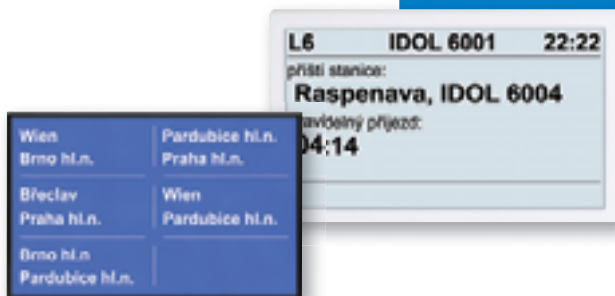 L6 IDOL 6001 22:22
příští stanice:
Raspenava, IDOL 6004
pravidelný příjezd:
04:14
Wien
Brno hl.n.
Pardubice hl.n.
Praha hl.n.
Břeclav
Praha hl.n.
Wien
Pardubice hl.n.
Brno hl.n
Pardubice hl.n.